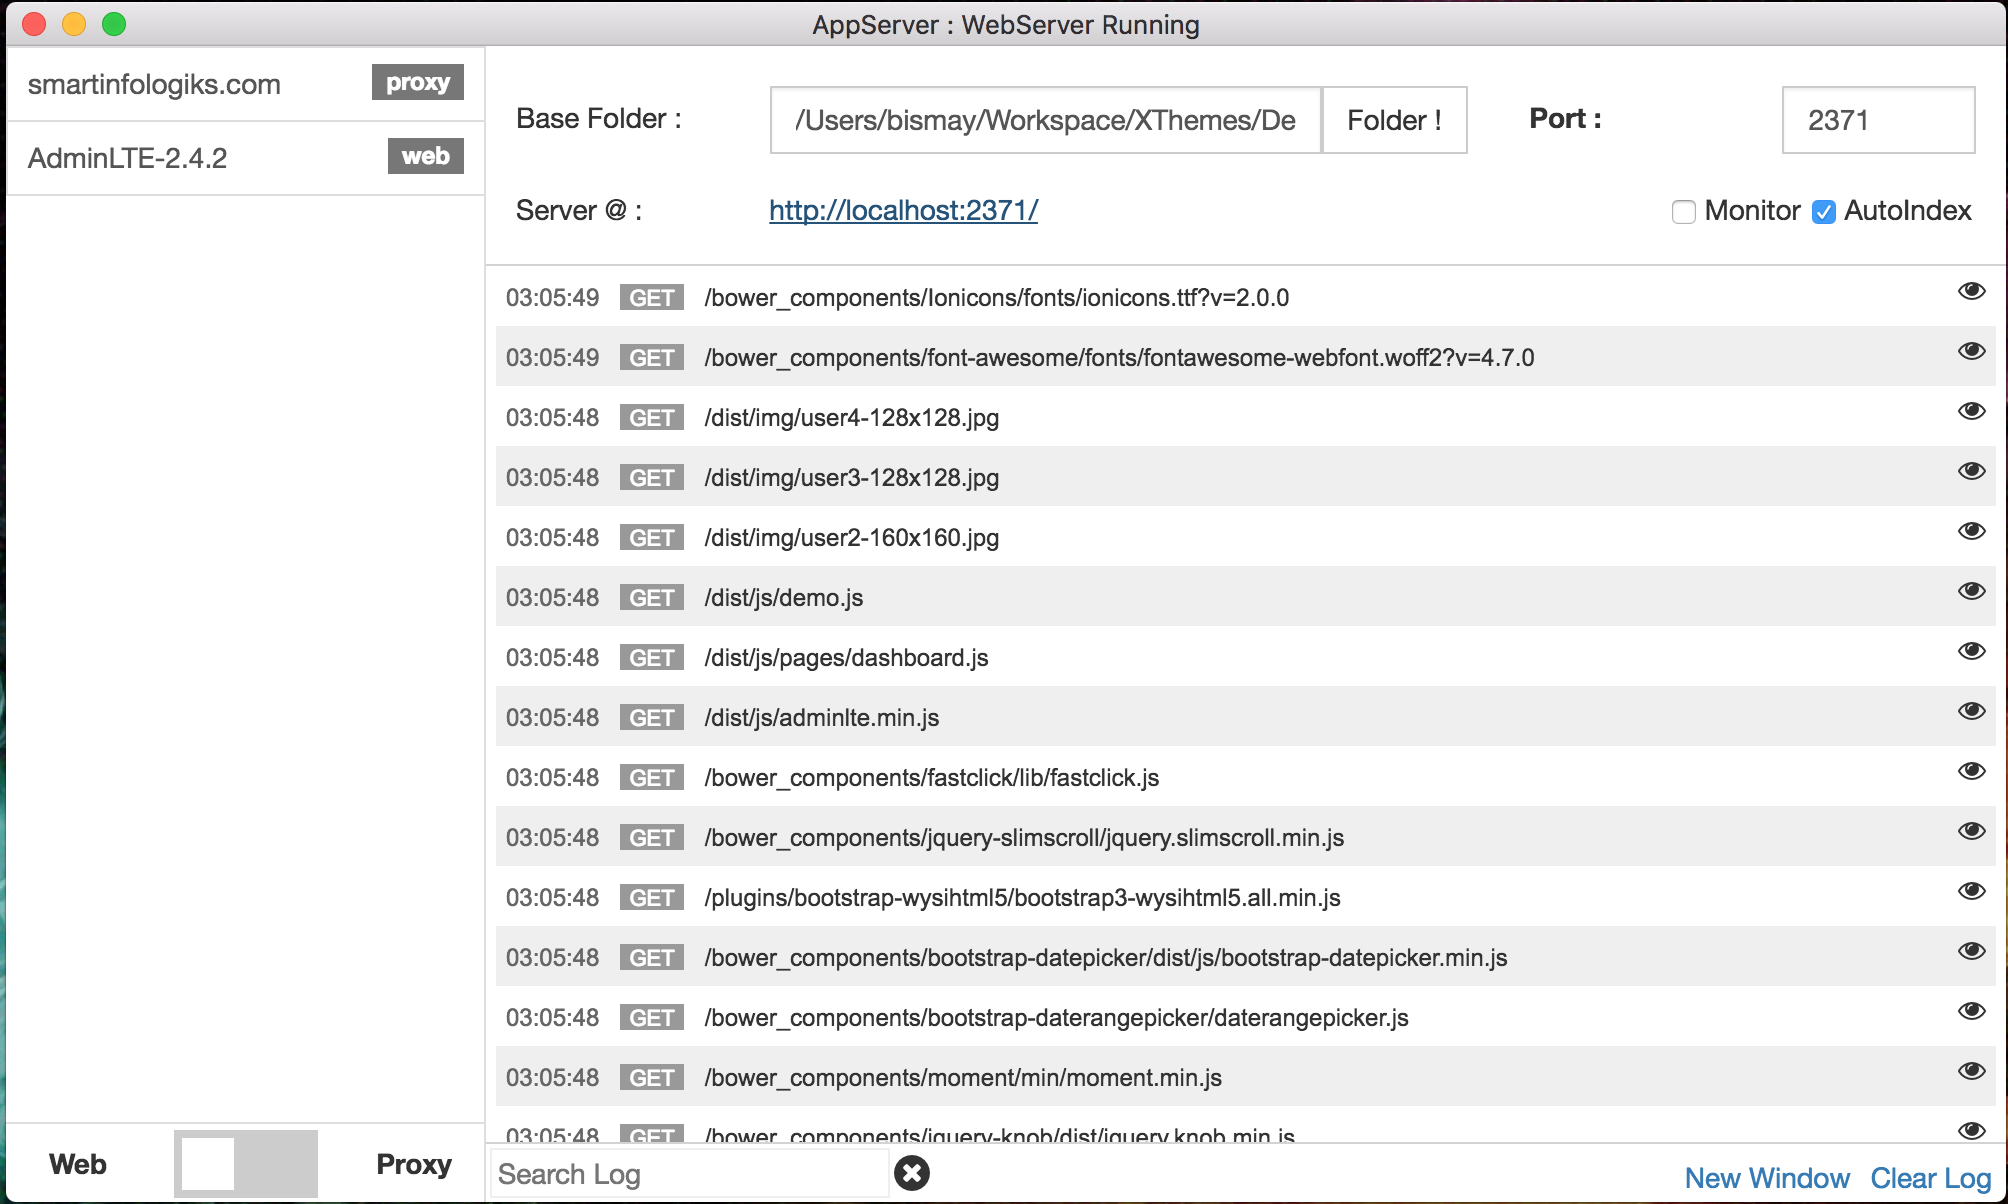 AppServer : WebServer Running
smartinfologiks.com proxy
AdminLTE-2.4.2 web
Base Folder : /Users/bismay/Workspace/XThemes/De Folder ! Port : 2371
Server @ : http://localhost:2371/ Monitor AutoIndex
03:05:49 GET /bower_components/Ionicons/fonts/ionicons.ttf?v=2.0.0
03:05:49 GET /bower_components/font-awesome/fonts/fontawesome-webfont.woff2?v=4.7.0
03:05:48 GET /dist/img/user4-128x128.jpg
03:05:48 GET /dist/img/user3-128x128.jpg
03:05:48 GET /dist/img/user2-160x160.jpg
03:05:48 GET /dist/js/demo.js
03:05:48 GET /dist/js/pages/dashboard.js
03:05:48 GET /dist/js/adminlte.min.js
03:05:48 GET /bower_components/fastclick/lib/fastclick.js
03:05:48 GET /bower_components/jquery-slimscroll/jquery.slimscroll.min.js
03:05:48 GET /plugins/bootstrap-wysihtml5/bootstrap3-wysihtml5.all.min.js
03:05:48 GET /bower_components/bootstrap-datepicker/dist/js/bootstrap-datepicker.min.js
03:05:48 GET /bower_components/bootstrap-daterangepicker/daterangepicker.js
03:05:48 GET /bower_components/moment/min/moment.min.js
03:05:48 GET /bower_components/jquery-knob/dist/jquery.knob.min.js
Web Proxy
Search Log
New Window Clear Log